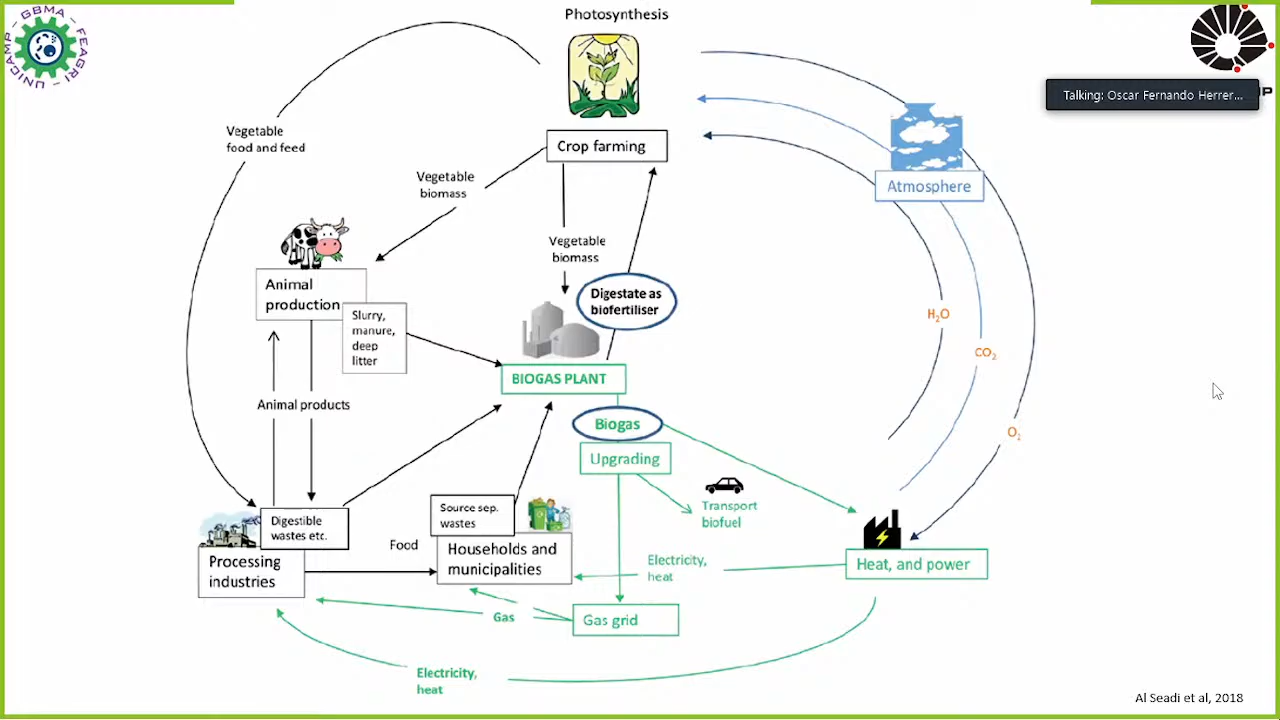 UNICAMP – GBMA – FEAGRI –
Photosynthesis
Talking: Oscar Fernando Herrer...
Vegetable
food and feed
Crop farming
Vegetable
biomass
Atmosphere
Vegetable
biomass
Animal
production
Digestate as
biofertiliser
Slurry,
manure,
deep
litter
H₂O
CO₂
BIOGAS PLANT
Animal products
Biogas
O₂
Upgrading
Transport
biofuel
Digestible
wastes etc.
Source sep.
wastes
Food
Processing
industries
Households and
municipalities
Electricity,
heat
Heat, and power
Gas
Gas grid
Electricity,
heat
Al Seadi et al, 2018